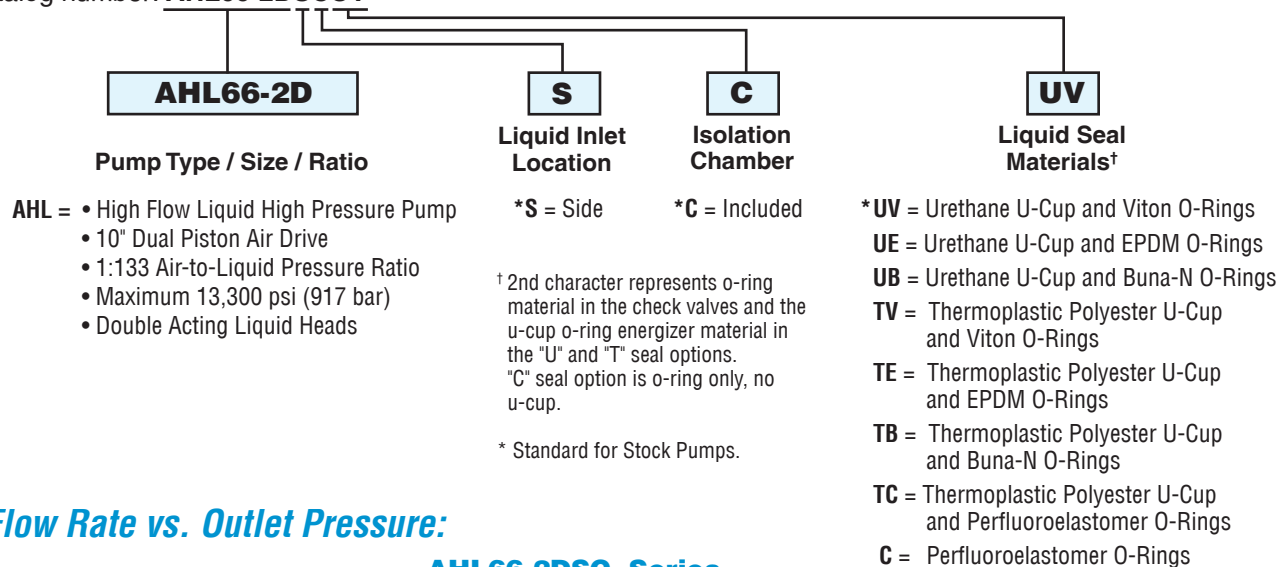 AHL66-2D
S
C
UV
Pump Type / Size / Ratio
Liquid Inlet
Location
Isolation
Chamber
Liquid Seal
Materials†
AHL = • High Flow Liquid High Pressure Pump
• 10" Dual Piston Air Drive
• 1:133 Air-to-Liquid Pressure Ratio
• Maximum 13,300 psi (917 bar)
• Double Acting Liquid Heads
*S = Side
*C = Included
† 2nd character represents o-ring
material in the check valves and the
u-cup o-ring energizer material in
the "U" and "T" seal options.
"C" seal option is o-ring only, no
u-cup.
* Standard for Stock Pumps.
*UV = Urethane U-Cup and Viton O-Rings
UE = Urethane U-Cup and EPDM O-Rings
UB = Urethane U-Cup and Buna-N O-Rings
TV = Thermoplastic Polyester U-Cup
and Viton O-Rings
TE = Thermoplastic Polyester U-Cup
and EPDM O-Rings
TB = Thermoplastic Polyester U-Cup
and Buna-N O-Rings
TC = Thermoplastic Polyester U-Cup
and Perfluoroelastomer O-Rings
C = Perfluoroelastomer O-Rings
Flow Rate vs. Outlet Pressure: